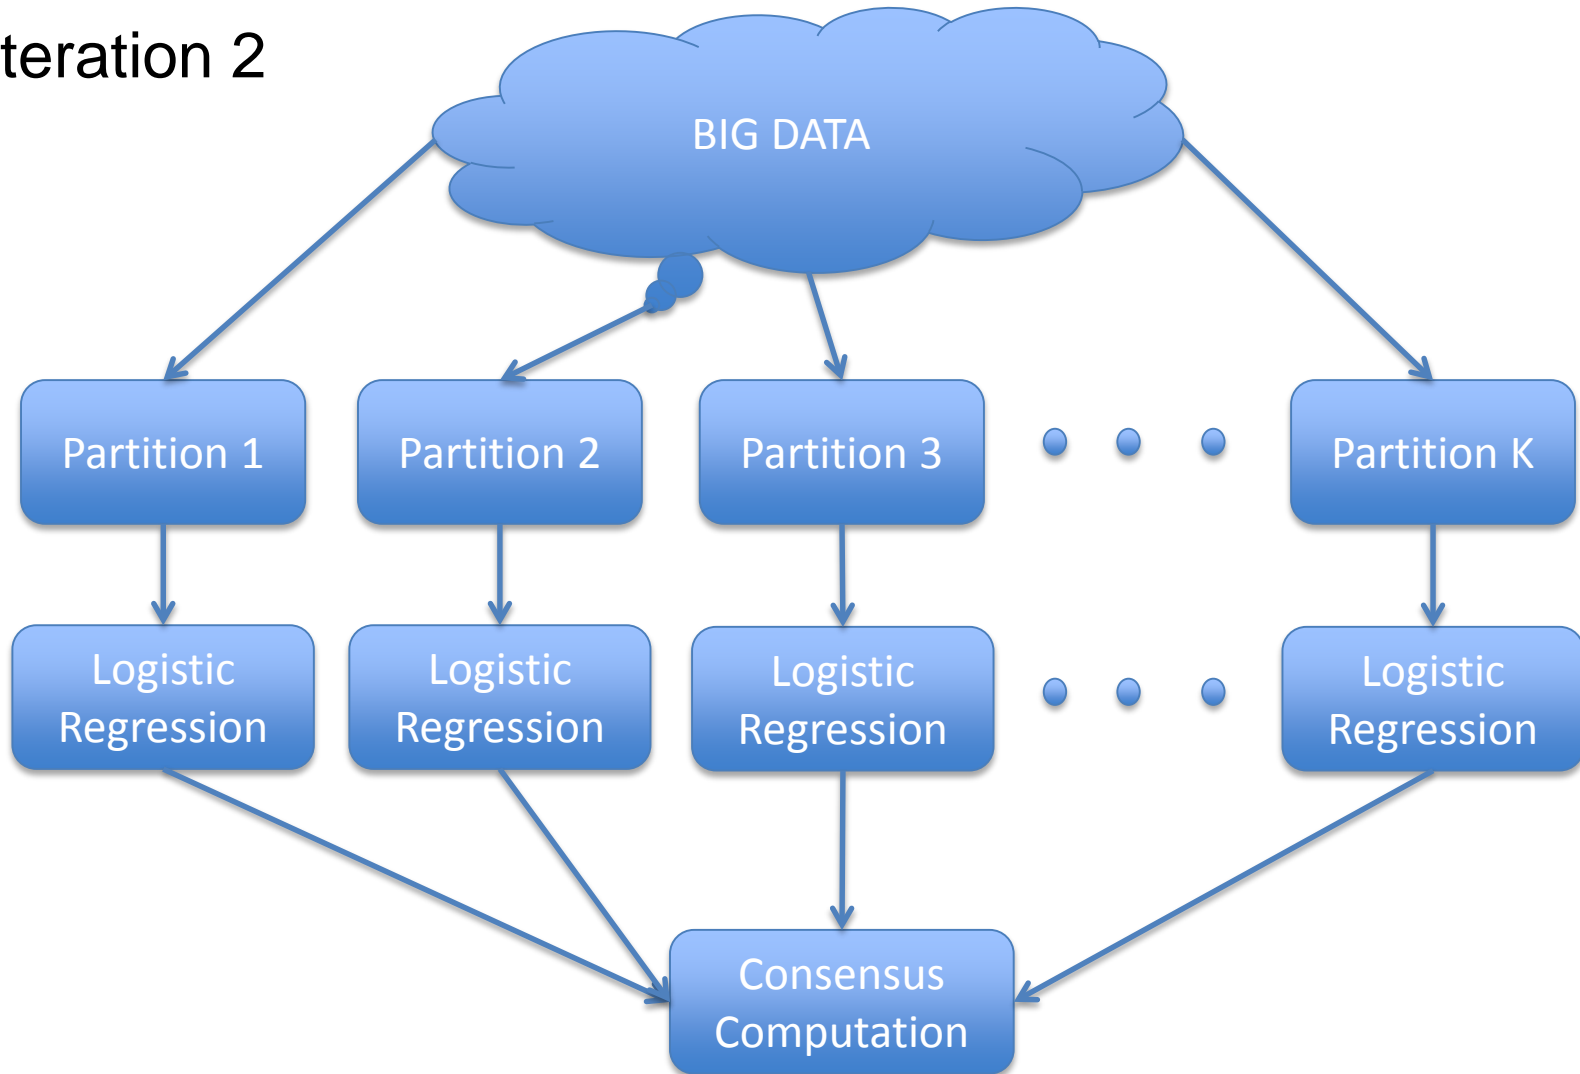 teration 2
BIG DATA
Partition 1
Partition 2
Partition 3
Partition K
Logistic
Regression
Logistic
Regression
Logistic
Regression
Logistic
Regression
Consensus
Computation